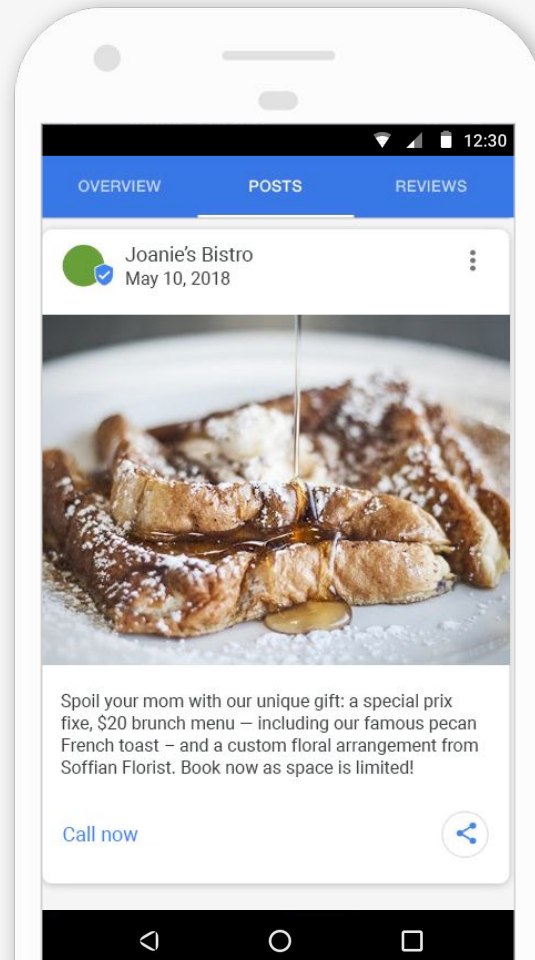 12:30
OVERVIEW POSTS REVIEWS
Joanie’s Bistro
May 10, 2018
Spoil your mom with our unique gift: a special prix
fixe, $20 brunch menu — including our famous pecan
French toast – and a custom floral arrangement from
Soffian Florist. Book now as space is limited!
Call now